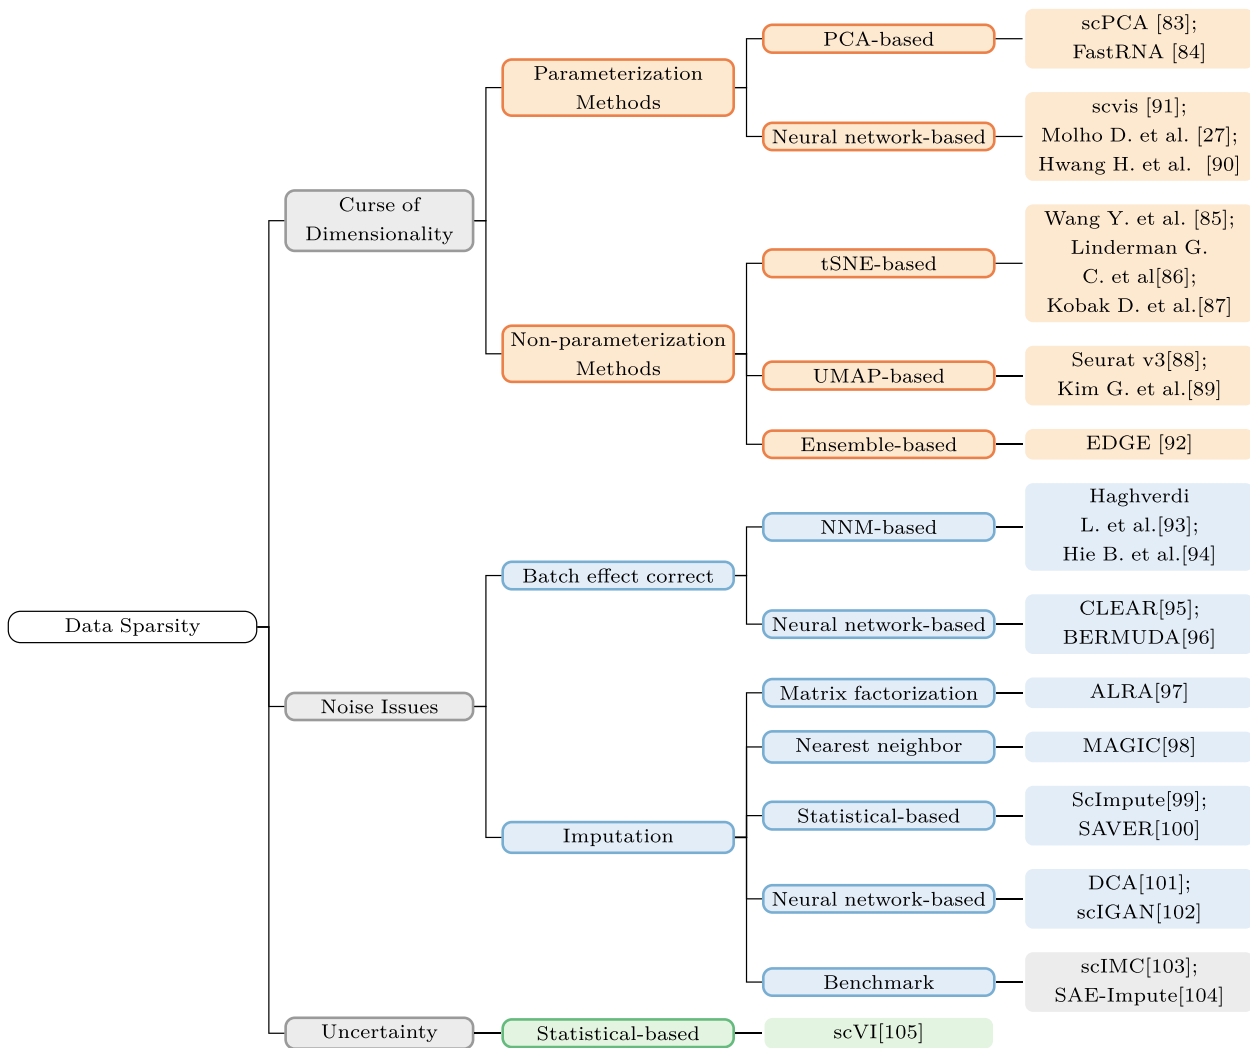 Data Sparsity
Curse of
Dimensionality
Parameterization
Methods
PCA-based
scPCA [83];
FastRNA [84]
Neural network-based
scvis [91];
Molho D. et al. [27];
Hwang H. et al. [90]
Non-parameterization
Methods
tSNE-based
Wang Y. et al. [85];
Linderman G.
C. et al[86];
Kobak D. et al.[87]
UMAP-based
Seurat v3[88];
Kim G. et al.[89]
Ensemble-based
EDGE [92]
Noise Issues
Batch effect correct
NNM-based
Haghverdi
L. et al.[93];
Hie B. et al.[94]
Neural network-based
CLEAR[95];
BERMUDA[96]
Imputation
Matrix factorization
ALRA[97]
Nearest neighbor
MAGIC[98]
Statistical-based
ScImpute[99];
SAVER[100]
Neural network-based
DCA[101];
scIGAN[102]
Benchmark
scIMC[103];
SAE-Impute[104]
Uncertainty
Statistical-based
scVI[105]